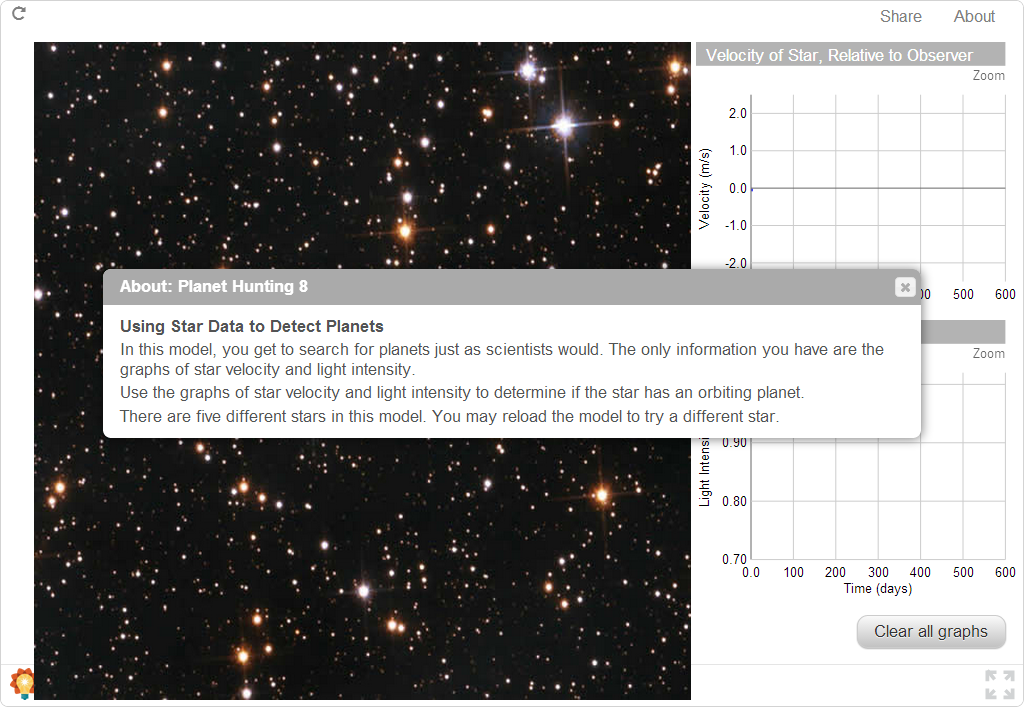 Share About
Velocity of Star, Relative to Observer
Zoom
2.0
1.0
0.0
-1.0
-2.0
Velocity (m/s)
500 600
About: Planet Hunting 8
Using Star Data to Detect Planets
In this model, you get to search for planets just as scientists would. The only information you have are the
graphs of star velocity and light intensity.
Use the graphs of star velocity and light intensity to determine if the star has an orbiting planet.
There are five different stars in this model. You may reload the model to try a different star.
Zoom
0.90
0.80
0.70
Light Intensi
0.0 100 200 300 400 500 600
Time (days)
Clear all graphs